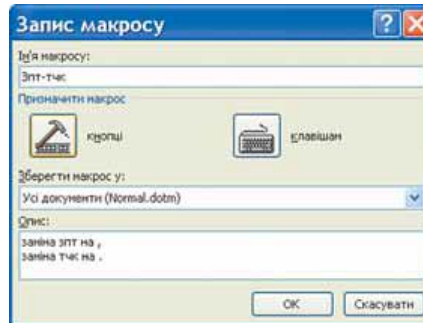 Запис макросу
Ім'я макросу:
Зпт-тчк
Призначити макрос
кнопці
клавішам
Зберегти макрос у:
Усі документи (Normal.dotm)
Опис:
заміна зпт на ,
заміна тчк на .
ОК
Скасувати